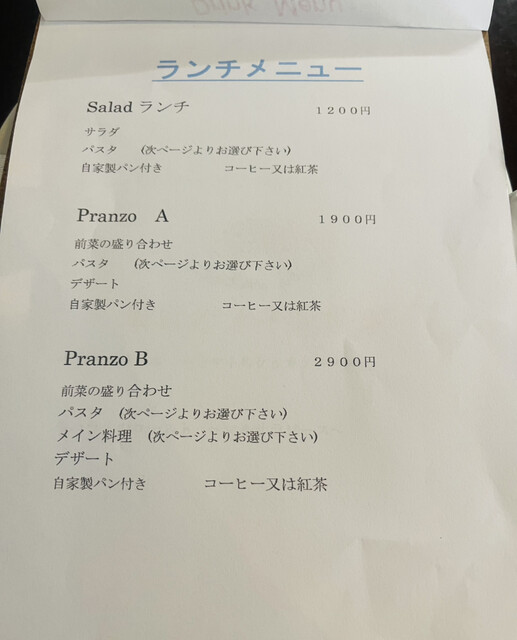 Drink Menu
ランチメニュー
Salad ランチ 1200円
サラダ
パスタ (次ページよりお選び下さい)
自家製パン付き コーヒー又は紅茶
Pranzo A 1900円
前菜の盛り合わせ
パスタ (次ページよりお選び下さい)
デザート
自家製パン付き コーヒー又は紅茶
Pranzo B 2900円
前菜の盛り合わせ
パスタ (次ページよりお選び下さい)
メイン料理 (次ページよりお選び下さい)
デザート
自家製パン付き コーヒー又は紅茶